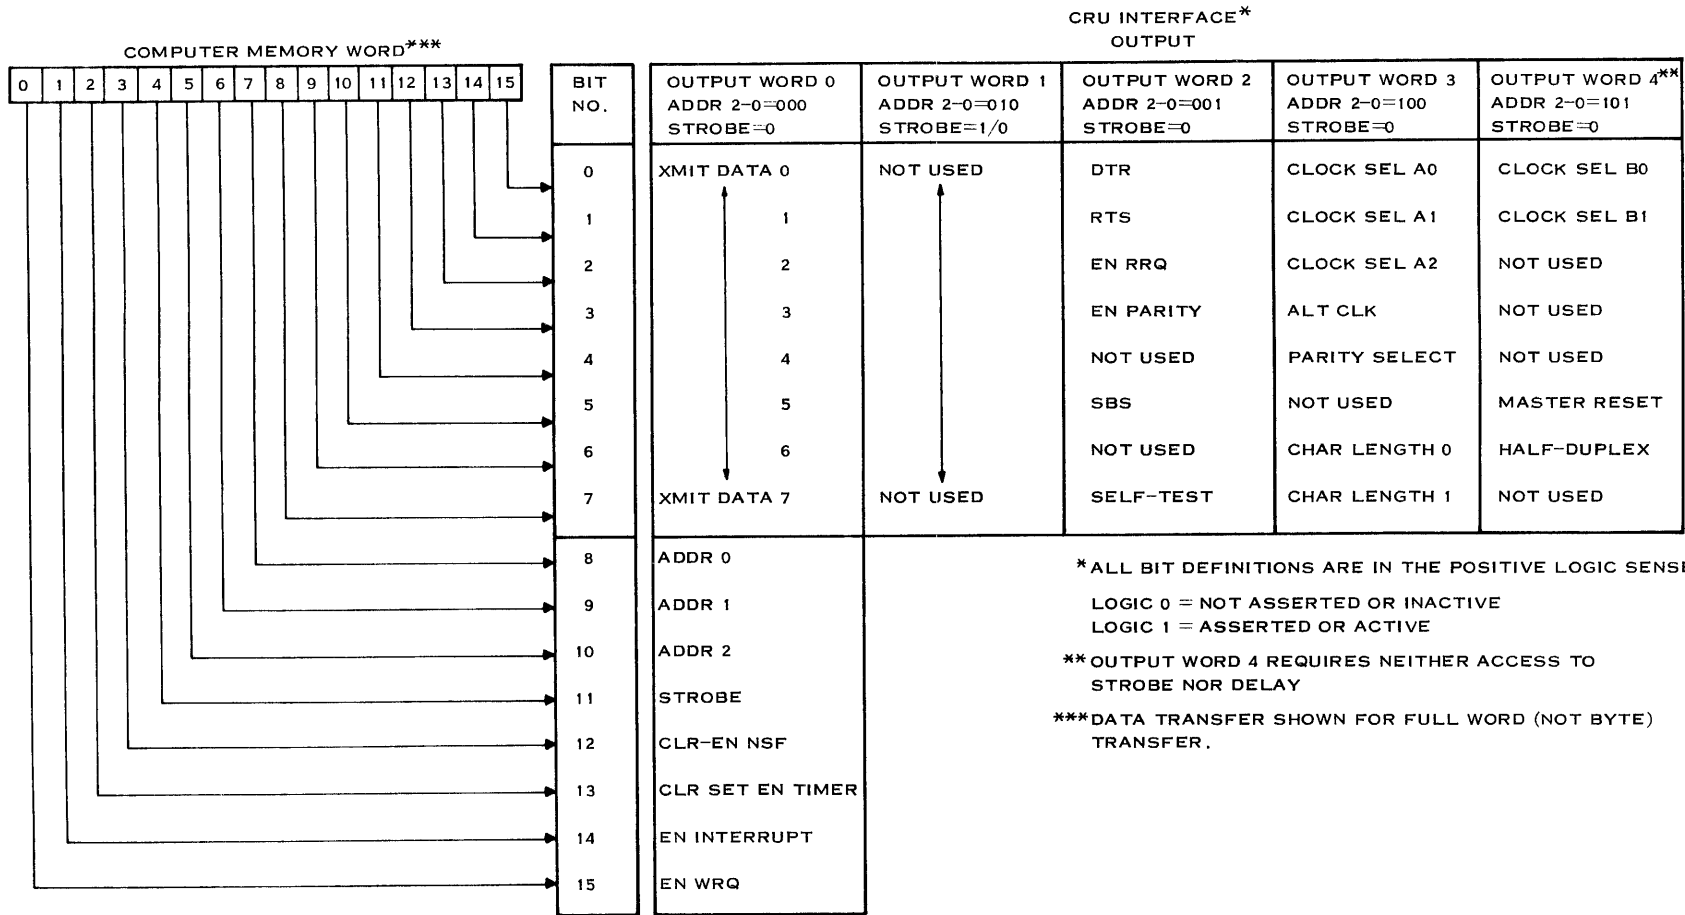 CRU INTERFACE*
OUTPUT
COMPUTER MEMORY WORD***
0 1 2 3 4 5 6 7 8 9 10 11 12 13 14 15
BIT NO. OUTPUT WORD 0 OUTPUT WORD 1 OUTPUT WORD 2 OUTPUT WORD 3 OUTPUT WORD 4**
ADDR 2-0=000 ADDR 2-0=010 ADDR 2-0=001 ADDR 2-0=100 ADDR 2-0=101
STROBE=0 STROBE=1/0 STROBE=0 STROBE=0 STROBE=0
0 XMIT DATA 0 NOT USED DTR CLOCK SEL A0 CLOCK SEL B0
1 1 RTS CLOCK SEL A1 CLOCK SEL B1
2 2 EN RRQ CLOCK SEL A2 NOT USED
3 3 EN PARITY ALT CLK NOT USED
4 4 NOT USED PARITY SELECT NOT USED
5 5 SBS NOT USED MASTER RESET
6 6 NOT USED CHAR LENGTH 0 HALF-DUPLEX
7 XMIT DATA 7 NOT USED SELF-TEST CHAR LENGTH 1 NOT USED
8 ADDR 0
9 ADDR 1
10 ADDR 2
11 STROBE
12 CLR-EN NSF
13 CLR SET EN TIMER
14 EN INTERRUPT
15 EN WRQ
*ALL BIT DEFINITIONS ARE IN THE POSITIVE LOGIC
LOGIC 0 = NOT ASSERTED OR INACTIVE
LOGIC 1 = ASSERTED OR ACTIVE
**OUTPUT WORD 4 REQUIRES NEITHER ACCESS TO
STROBE NOR DELAY
***DATA TRANSFER SHOWN FOR FULL WORD (NOT BYTE)
TRANSFER.